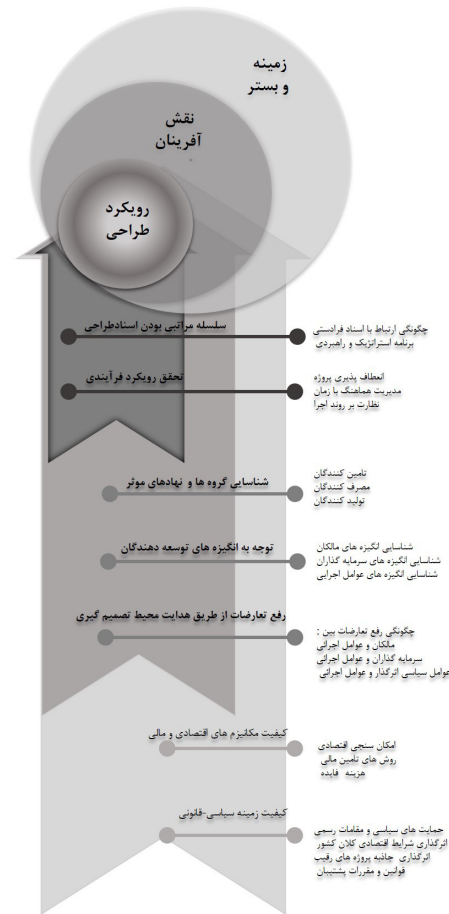 زمینه
و بستر
نقش
آفرینان
رویکرد
طراحی
سلسله مراتبی بودن اسنادطراحی
چگونگی ارتباط با اسناد فرادستی
برنامه استراتژیک و راهبردی
تحقق رویکرد فرآیندی
انعطاف پذیری پروژه
مدیریت هماهنگ با زمان
نظارت بر روند اجرا
شناسایی گروه ها و نهادهای موثر
تامین کنندگان
مصرف کنندگان
تولید کنندگان
توجه به انگیزه های توسعه دهندگان
شناسایی انگیزه های مالکان
شناسایی انگیزه های سرمایه گذاران
شناسایی انگیزه های عوامل اجرایی
رفع تعارضات از طریق هدایت محیط تصمیم گیری
چگونگی رفع تعارضات بین :
مالکان و عوامل اجرائی
سرمایه گذاران و عوامل اجرائی
عوامل سیاسی اثرگذار و عوامل اجرائی
کیفیت مکانیزم های اقتصادی و مالی
امکان سنجی اقتصادی
روش های تامین مالی
هزینه فایده
کیفیت زمینه سیاسی-قانونی
حمایت های سیاسی و مقامات رسمی
اثرگذاری شرایط اقتصادی کلان کشور
اثرگذاری جاذبه پروژه های رقیب
قوانین و مقررات پشتیبان